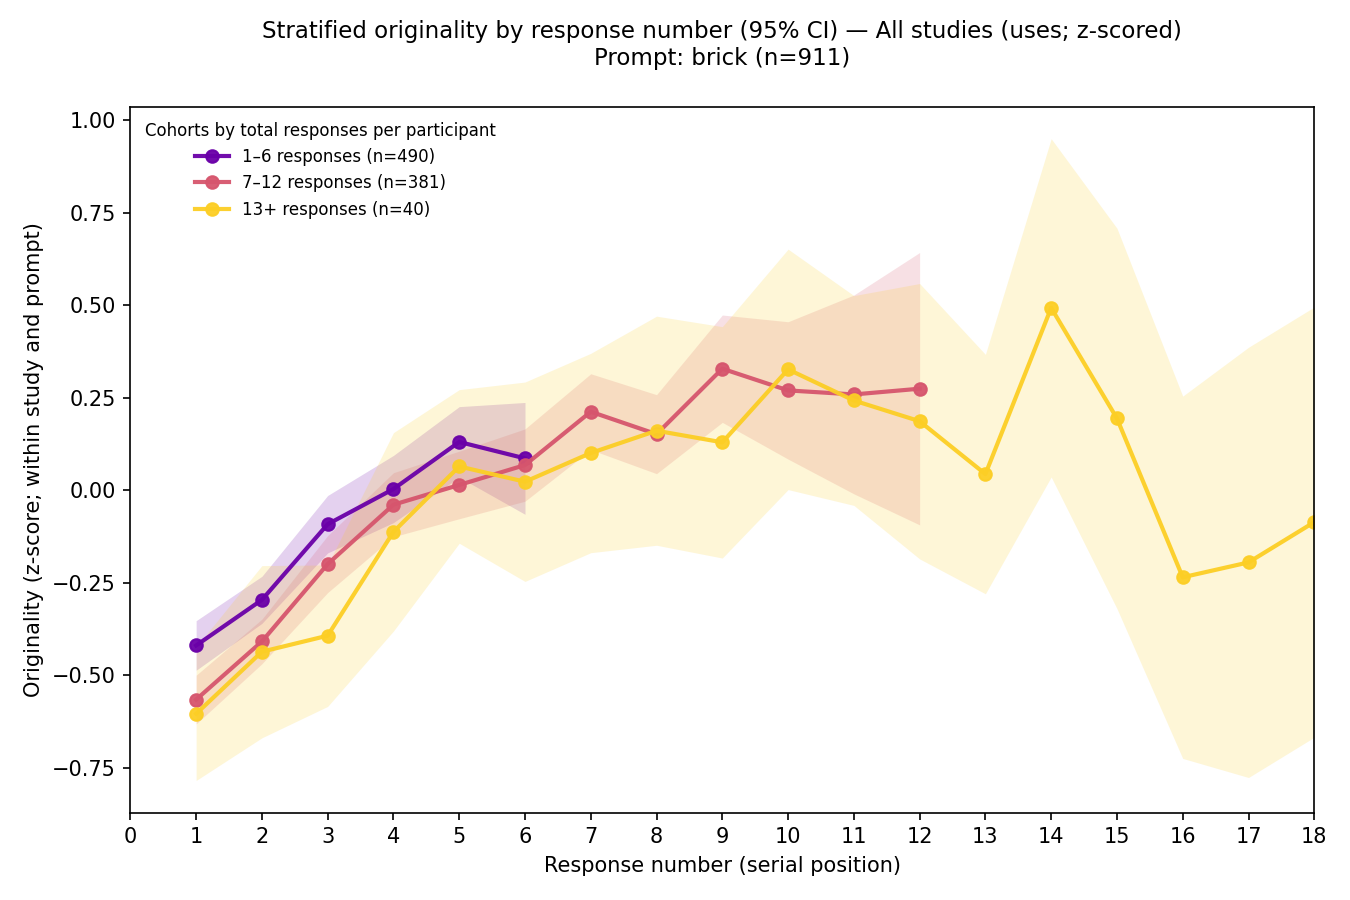 Stratified originality by response number (95% CI) — All studies (uses; z-scored)
Prompt: brick (n=911)
Cohorts by total responses per participant
1–6 responses (n=490)
7–12 responses (n=381)
13+ responses (n=40)
Originality (z-score; within study and prompt)
1.00
0.75
0.50
0.25
0.00
−0.25
−0.50
−0.75
0 1 2 3 4 5 6 7 8 9 10 11 12 13 14 15 16 17 18
Response number (serial position)